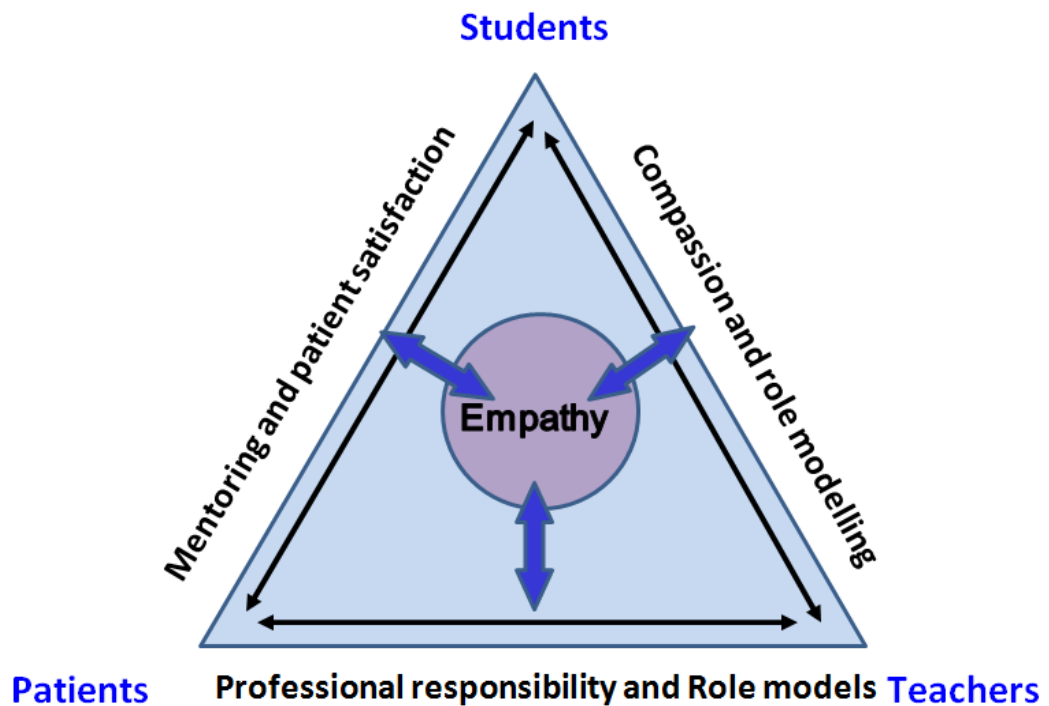 Students
Mentoring and patient satisfaction
Compassion and role modelling
Empathy
Patients
Professional responsibility and Role models
Teachers